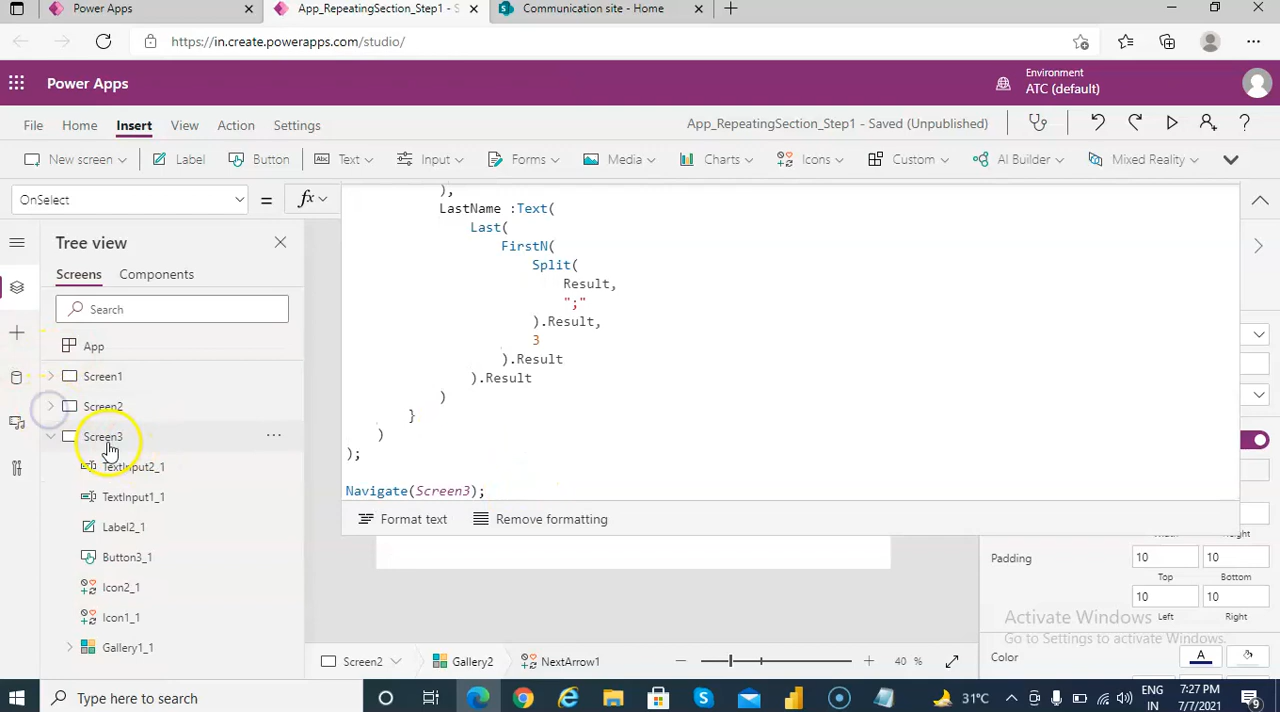 Power Apps
App_RepeatingSection_Step1 - S
Communication site - Home
https://in.create.powerapps.com/studio/
Power Apps
Environment
ATC (default)
File
Home
Insert
View
Action
Settings
App_RepeatingSection_Step1 - Saved (Unpublished)
New screen
Label
Button
Text
Input
Forms
Media
Charts
Icons
Custom
AI Builder
Mixed Reality
OnSelect
=
fx
),
LastName :Text(
Last(
FirstN(
Split(
Result,
";"
).Result,
3
).Result
).Result
)
}
)
);
Navigate(Screen3);
Format text
Remove formatting
Tree view
Screens
Components
Search
App
Screen1
Screen2
Screen3
TextInput2_1
TextInput1_1
Label2_1
Button3_1
Icon2_1
Icon1_1
Gallery1_1
Width
Height
Padding
10
10
Top
Bottom
10
10
Left
Right
Color
A
Activate Windows
Go to Settings to activate Windows.
Screen2
Gallery2
NextArrow1
40 %
Type here to search
31°C
ENG
IN
7:27 PM
7/7/2021
9